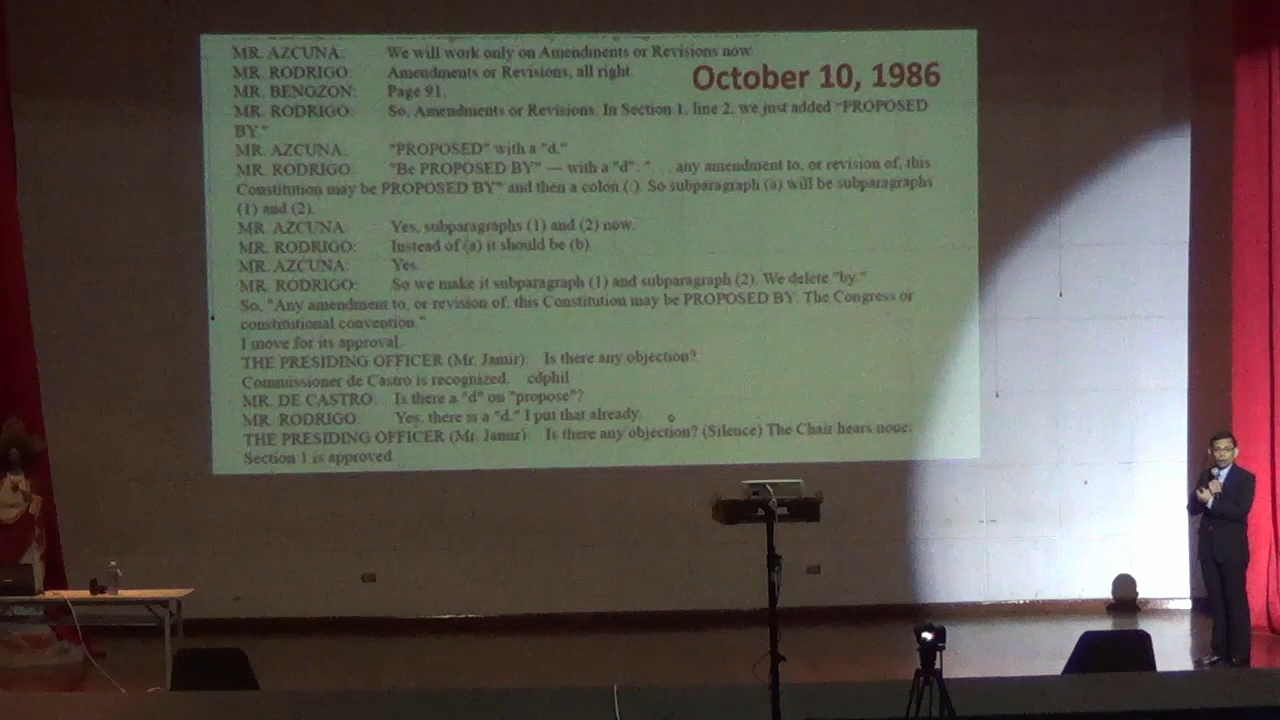 MR. AZCUNA: We will work only on Amendments or Revisions now.
MR. RODRIGO: Amendments or Revisions, all right.
October 10, 1986
MR. BENGZON: Page 91.
MR. RODRIGO: So, Amendments or Revisions. In Section 1, line 2, we just added "PROPOSED
BY."
MR. AZCUNA: "PROPOSED" with a "d."
MR. RODRIGO: "Be PROPOSED BY" — with a "d": ". . . any amendment to, or revision of, this
Constitution may be PROPOSED BY" and then a colon (:). So subparagraph (a) will be subparagraphs
(1) and (2).
MR. AZCUNA: Yes, subparagraphs (1) and (2) now.
MR. RODRIGO: Instead of (a) it should be (b).
MR. AZCUNA: Yes.
MR. RODRIGO: So we make it subparagraph (1) and subparagraph (2). We delete "by."
So, "Any amendment to, or revision of, this Constitution may be PROPOSED BY: The Congress or
constitutional convention."
I move for its approval.
THE PRESIDING OFFICER (Mr. Jamir): Is there any objection?
Commissioner de Castro is recognized. cdphil
MR. DE CASTRO: Is there a "d" on "propose"?
MR. RODRIGO: Yes, there is a "d." I put that already.
THE PRESIDING OFFICER (Mr. Jamir): Is there any objection? (Silence) The Chair hears none;
Section 1 is approved.